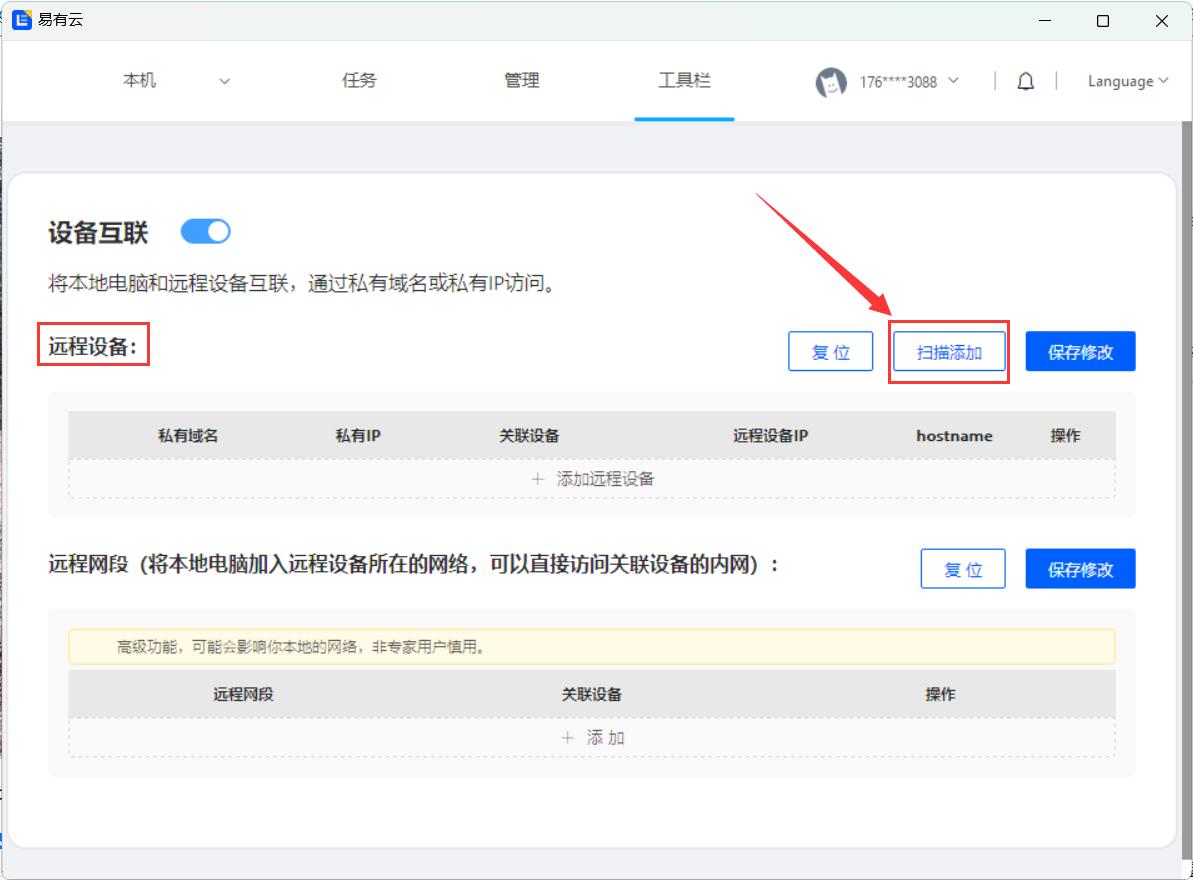 易有云
本机 任务 管理 工具栏 176****3088 Language
设备互联
将本地电脑和远程设备互联，通过私有域名或私有IP访问。
远程设备： 复 位 扫描添加 保存修改
私有域名 私有IP 关联设备 远程设备IP hostname 操作
＋ 添加远程设备
远程网段（将本地电脑加入远程设备所在的网络，可以直接访问关联设备的内网）： 复 位 保存修改
高级功能，可能会影响你本地的网络，非专家用户慎用。
远程网段 关联设备 操作
＋ 添 加